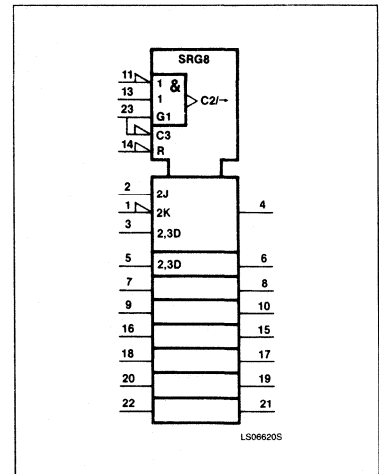 SRG8
11 1 &
13 1 C2/→
23 G1
C3
14 R
2 2J
1 2K 4
3 2,3D
5 2,3D 6
7 8
9 10
16 15
18 17
20 19
22 21
LS06620S